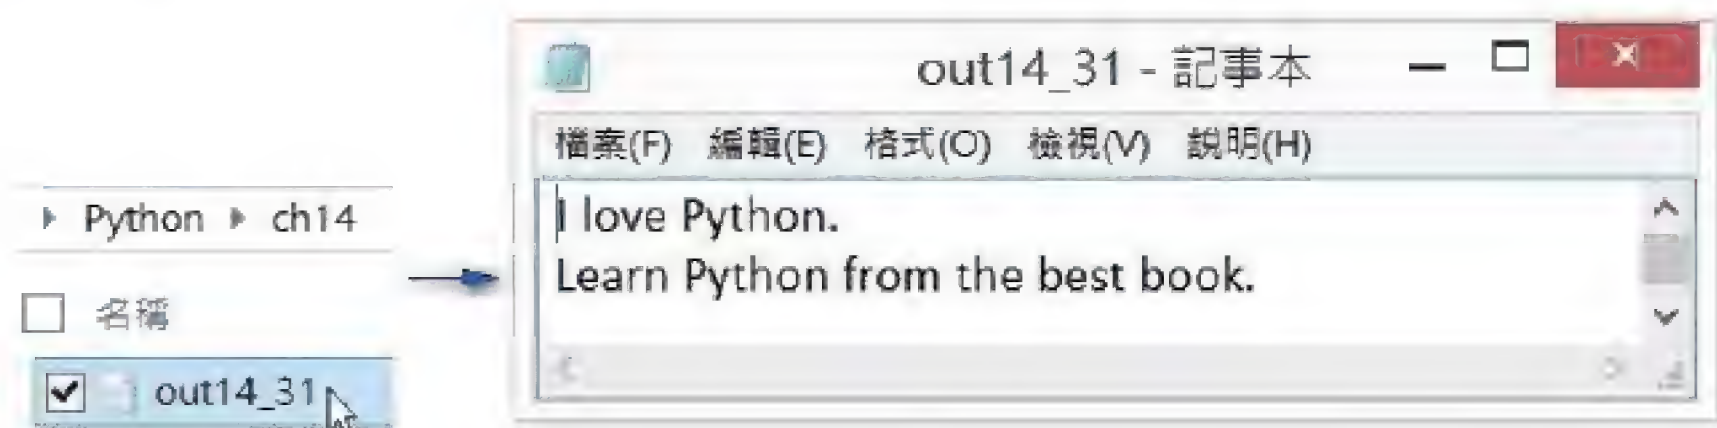 Python ch14
名稱
out14_31
out14_31 - 記事本
檔案(F) 編輯(E) 格式(O) 檢視(V) 說明(H)
I love Python.
Learn Python from the best book.